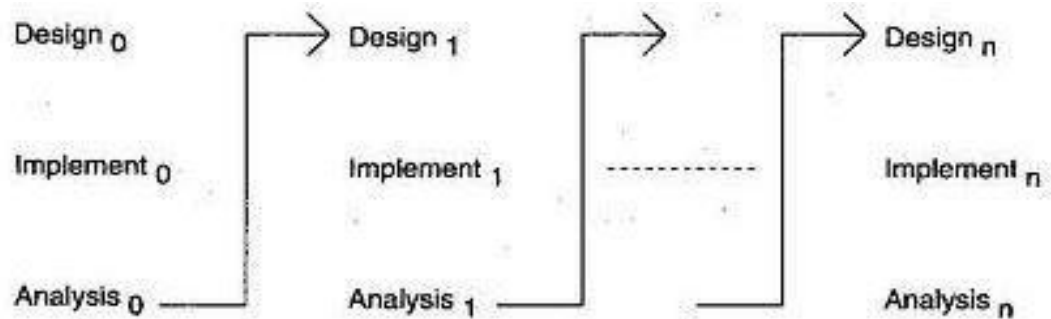 Design 0 Design 1 Design n
Implement 0 Implement 1 Implement n
Analysis 0 Analysis 1 Analysis n